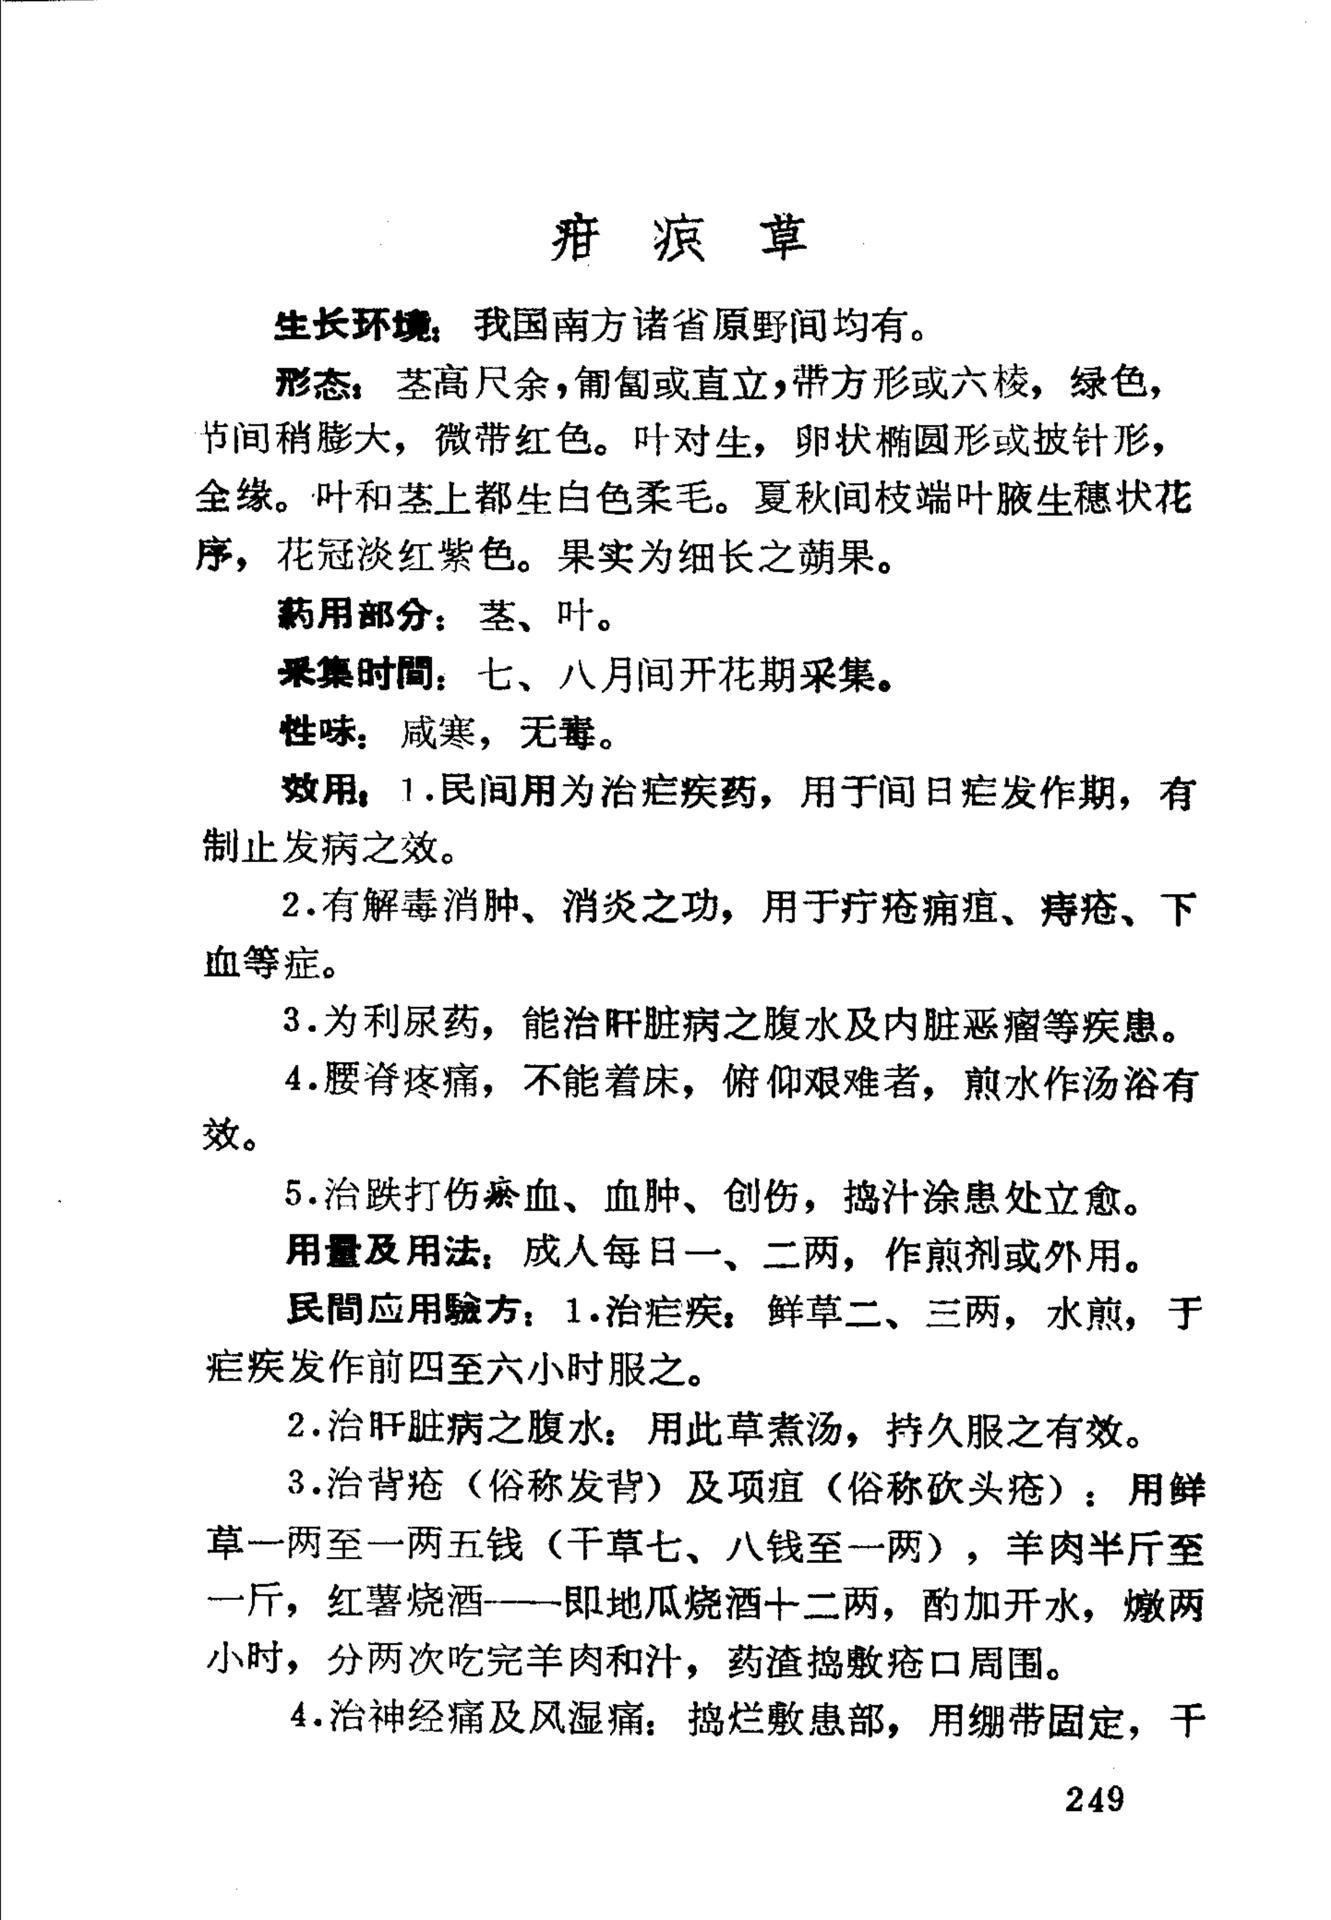 疳㾕草
生长环境：我国南方诸省原野间均有。
形态：茎高尺余，匍匐或直立，带方形或六棱，绿色，
节间稍膨大，微带红色。叶对生，卵状椭圆形或披针形，
全缘。叶和茎上都生白色柔毛。夏秋间枝端叶腋生穗状花
序，花冠淡红紫色。果实为细长之蒴果。
药用部分：茎、叶。
采集时間：七、八月间开花期采集。
性味：咸寒，无毒。
效用：1.民间用为治疟疾药，用于间日疟发作期，有
制止发病之效。
2.有解毒消肿、消炎之功，用于疔疮痈疽、痔疮、下
血等症。
3.为利尿药，能治肝脏病之腹水及内脏恶瘤等疾患。
4.腰脊疼痛，不能着床，俯仰艰难者，煎水作汤浴有
效。
5.治跌打伤瘀血、血肿、创伤，捣汁涂患处立愈。
用量及用法：成人每日一、二两，作煎剂或外用。
民間应用驗方：1.治疟疾：鲜草二、三两，水煎，于
疟疾发作前四至六小时服之。
2.治肝脏病之腹水：用此草煮汤，持久服之有效。
3.治背疮（俗称发背）及项疽（俗称砍头疮）：用鲜
草一两至一两五钱（干草七、八钱至一两），羊肉半斤至
一斤，红薯烧酒——即地瓜烧酒十二两，酌加开水，燉两
小时，分两次吃完羊肉和汁，药渣捣敷疮口周围。
4.治神经痛及风湿痛：捣烂敷患部，用绷带固定，干
249